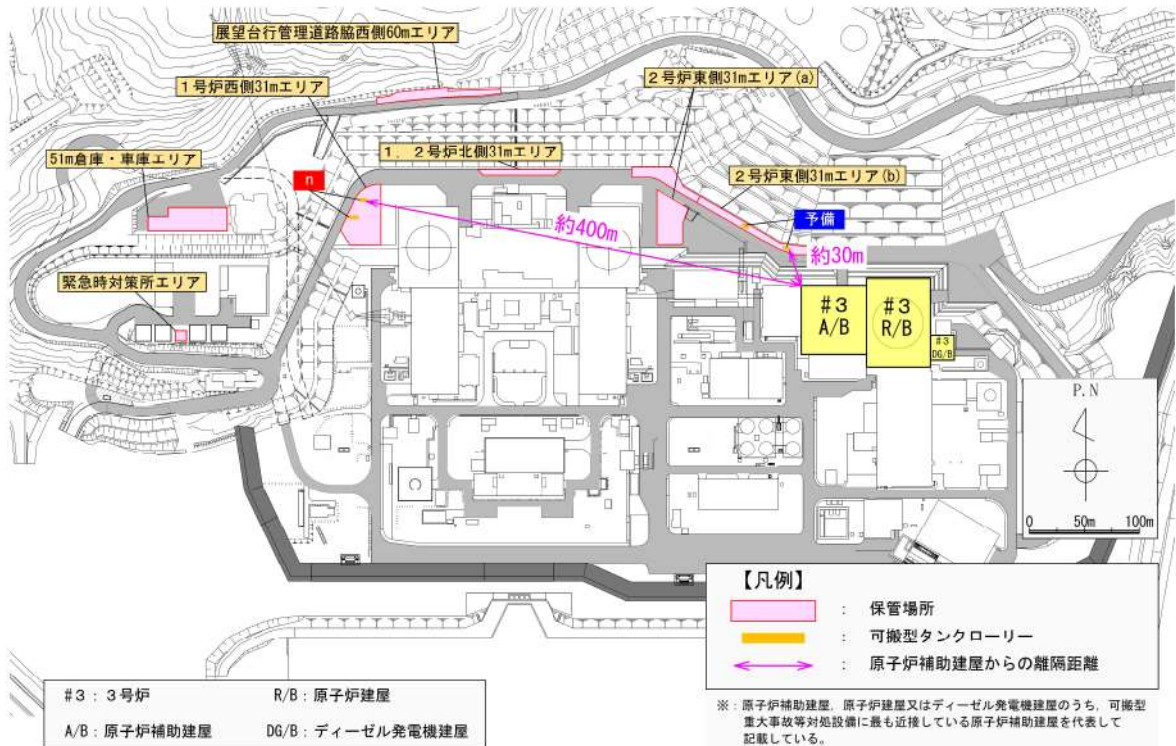 展望台行管理道路脇西側60mエリア
1号炉西側31mエリア
2号炉東側31mエリア(a)
51m倉庫・車庫エリア
1，2号炉北側31mエリア
n
2号炉東側31mエリア(b)
予備
約400m
約30m
緊急時対策所エリア
#3
A/B
#3
R/B
#3
DG/B
P.N
0 50m 100m
【凡例】
： 保管場所
： 可搬型タンクローリー
： 原子炉補助建屋からの離隔距離
#3：3号炉 R/B：原子炉建屋
A/B：原子炉補助建屋 DG/B：ディーゼル発電機建屋
※：原子炉補助建屋，原子炉建屋又はディーゼル発電機建屋のうち，可搬型
重大事故等対処設備に最も近接している原子炉補助建屋を代表して
記載している。